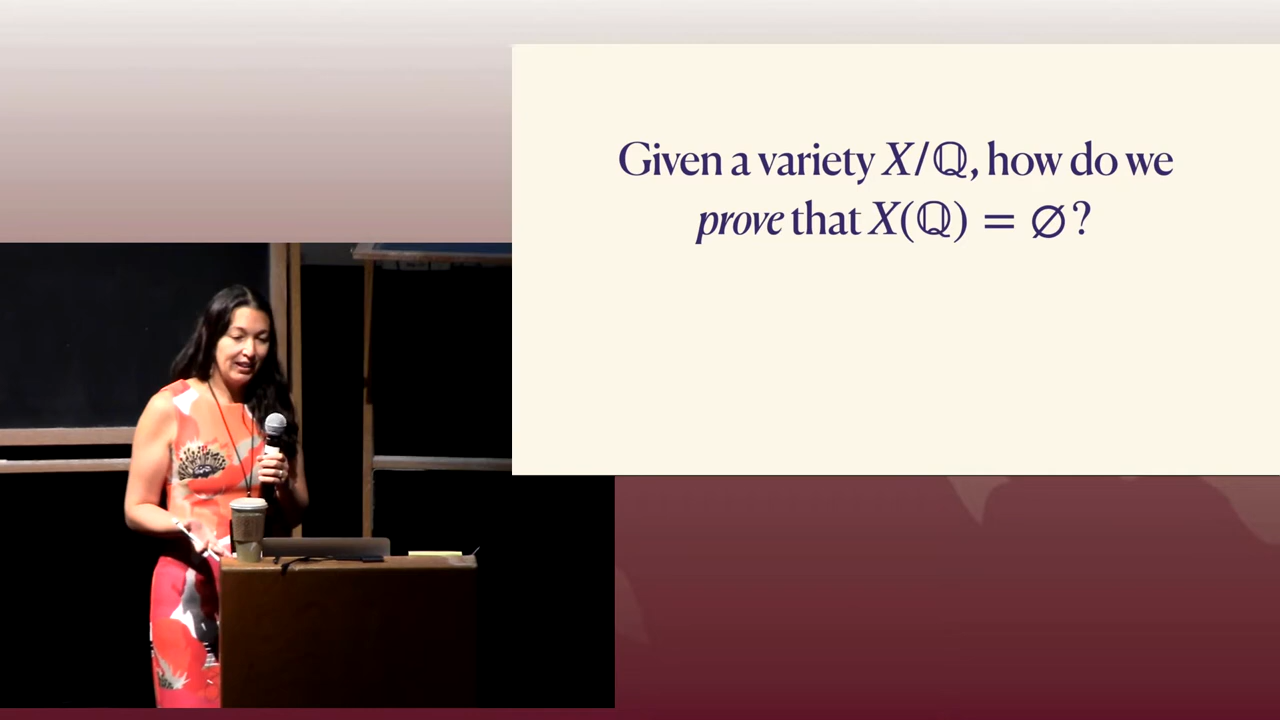 Given a variety X/ℚ, how do we
prove that X(ℚ) = ∅?